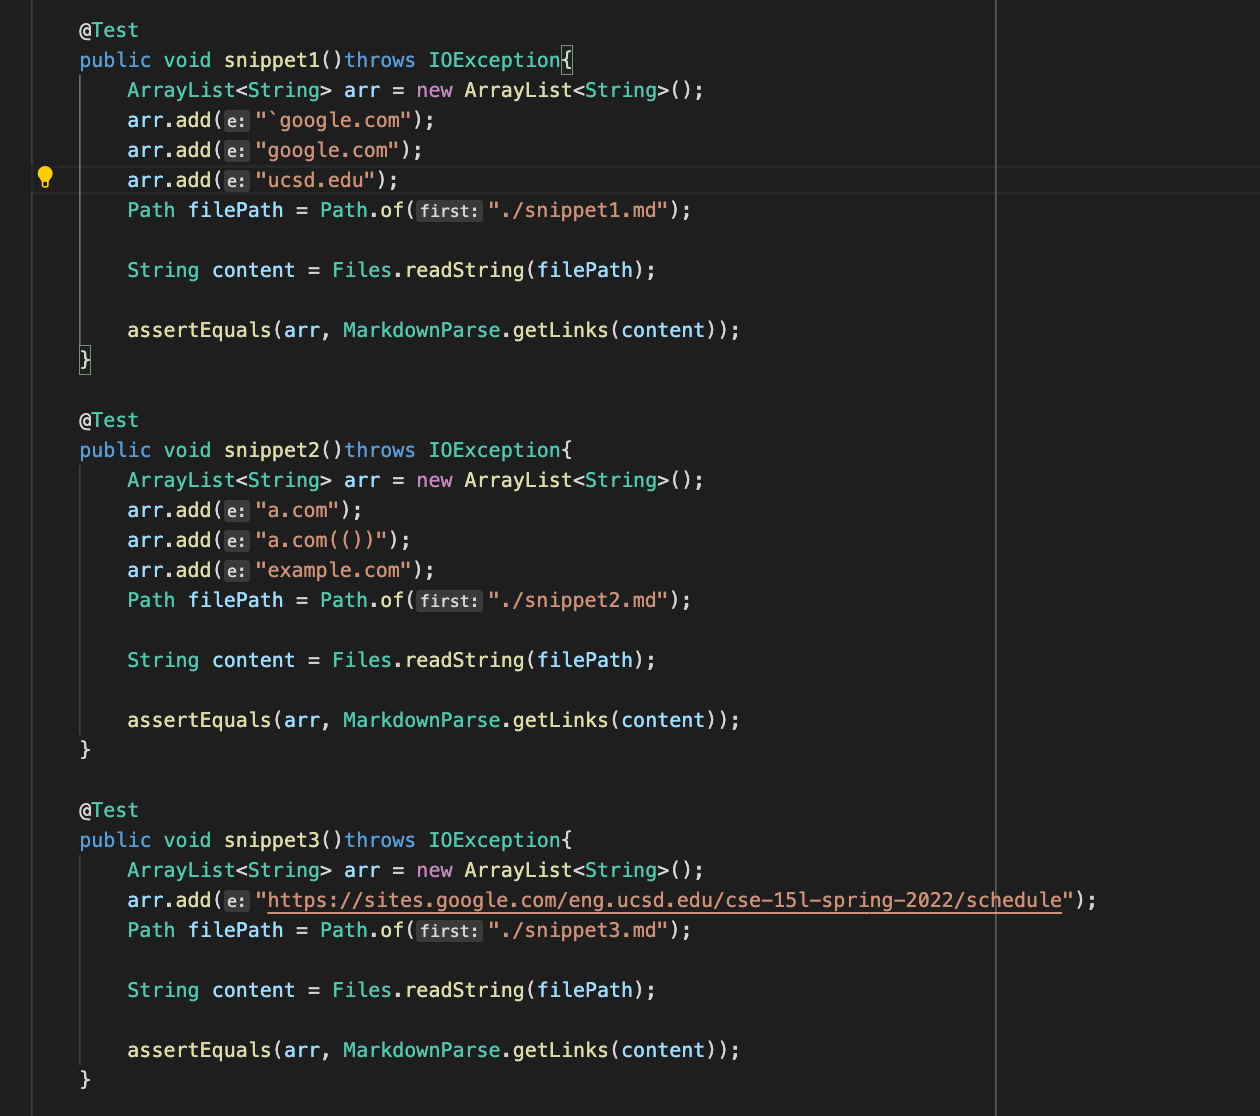 @Test
public void snippet1()throws IOException{
ArrayList<String> arr = new ArrayList<String>();
arr.add(e: "`google.com");
arr.add(e: "google.com");
arr.add(e: "ucsd.edu");
Path filePath = Path.of(first: "./snippet1.md");
String content = Files.readString(filePath);
assertEquals(arr, MarkdownParse.getLinks(content));
}
@Test
public void snippet2()throws IOException{
ArrayList<String> arr = new ArrayList<String>();
arr.add(e: "a.com");
arr.add(e: "a.com(())");
arr.add(e: "example.com");
Path filePath = Path.of(first: "./snippet2.md");
String content = Files.readString(filePath);
assertEquals(arr, MarkdownParse.getLinks(content));
}
@Test
public void snippet3()throws IOException{
ArrayList<String> arr = new ArrayList<String>();
arr.add(e: "https://sites.google.com/eng.ucsd.edu/cse-15l-spring-2022/schedule");
Path filePath = Path.of(first: "./snippet3.md");
String content = Files.readString(filePath);
assertEquals(arr, MarkdownParse.getLinks(content));
}